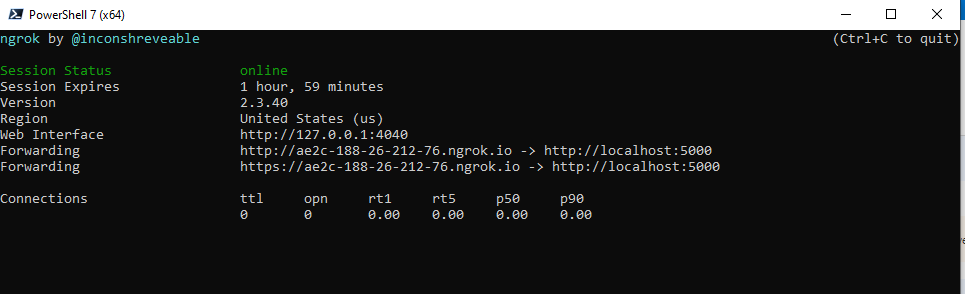 PowerShell 7 (x64)
ngrok by @inconshreveable (Ctrl+C to quit)
Session Status online
Session Expires 1 hour, 59 minutes
Version 2.3.40
Region United States (us)
Web Interface http://127.0.0.1:4040
Forwarding http://ae2c-188-26-212-76.ngrok.io -> http://localhost:5000
Forwarding https://ae2c-188-26-212-76.ngrok.io -> http://localhost:5000
Connections ttl opn rt1 rt5 p50 p90
0 0 0.00 0.00 0.00 0.00